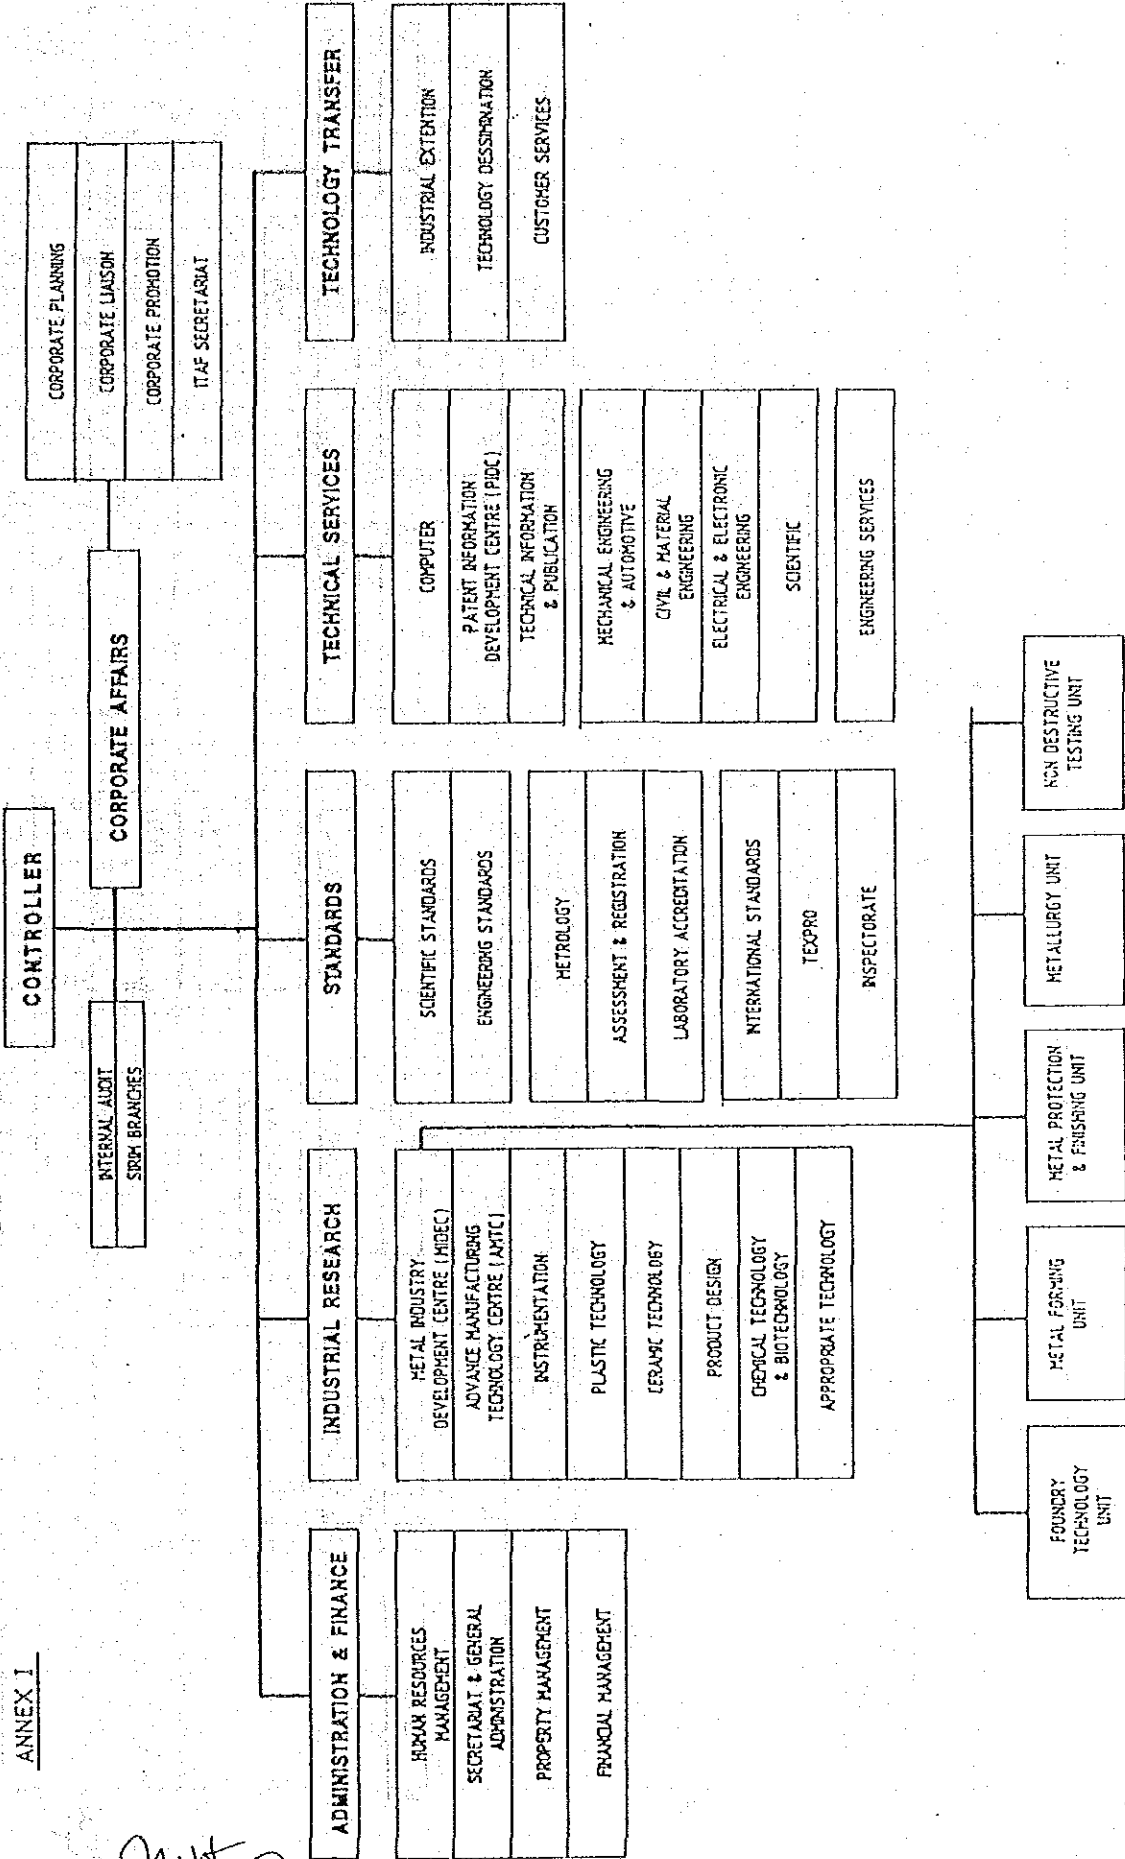 ANNEX I
CONTROLLER
INTERNAL AUDIT
SIRIM BRANCHES
CORPORATE AFFAIRS
CORPORATE PLANNING
CORPORATE LIAISON
CORPORATE PROMOTION
ITAF SECRETARIAT
ADMINISTRATION & FINANCE
HUMAN RESOURCES
MANAGEMENT
SECRETARIAT & GENERAL
ADMINISTRATION
PROPERTY MANAGEMENT
FINANCIAL MANAGEMENT
INDUSTRIAL RESEARCH
METAL INDUSTRY
DEVELOPMENT CENTRE (MIDEC)
ADVANCE MANUFACTURING
TECHNOLOGY CENTRE (AMTC)
INSTRUMENTATION
PLASTIC TECHNOLOGY
CERAMIC TECHNOLOGY
PRODUCT DESIGN
CHEMICAL TECHNOLOGY
& BIOTECHNOLOGY
APPROPRIATE TECHNOLOGY
STANDARDS
SCIENTIFIC STANDARDS
ENGINEERING STANDARDS
METROLOGY
ASSESSMENT & REGISTRATION
LABORATORY ACCREDITATION
INTERNATIONAL STANDARDS
TEXPRO
INSPECTORATE
TECHNICAL SERVICES
COMPUTER
PATENT INFORMATION
DEVELOPMENT CENTRE (PIDC)
TECHNICAL INFORMATION
& PUBLICATION
MECHANICAL ENGINEERING
& AUTOMOTIVE
CIVIL & MATERIAL
ENGINEERING
ELECTRICAL & ELECTRONIC
ENGINEERING
SCIENTIFIC
ENGINEERING SERVICES
TECHNOLOGY TRANSFER
INDUSTRIAL EXTENTION
TECHNOLOGY DESSIMINATION
CUSTOMER SERVICES
FOUNDRY
TECHNOLOGY
UNIT
METAL FORMING
UNIT
METAL PROTECTION
& FINISHING UNIT
METALLURGY UNIT
NON DESTRUCTIVE
TESTING UNIT